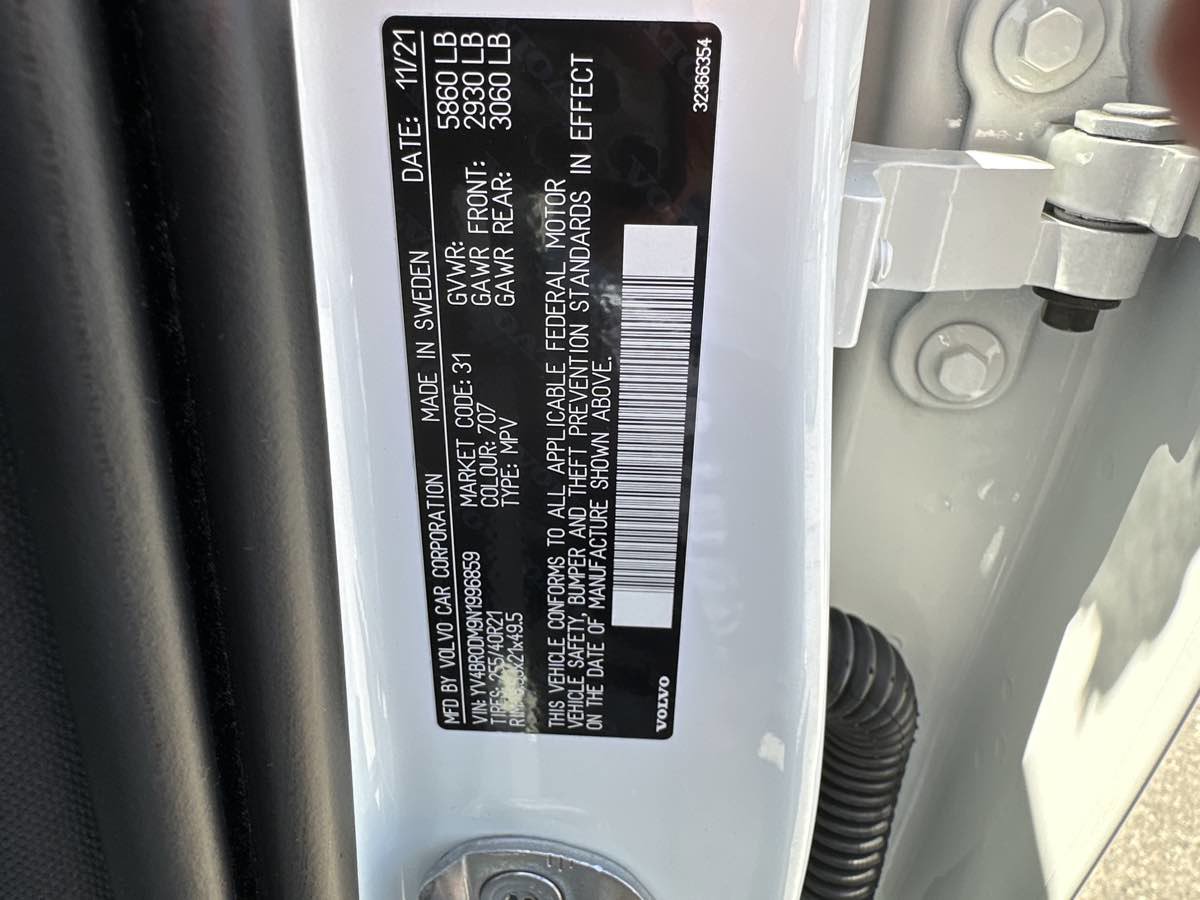 MFD BY VOLVO CAR CORPORATION MADE IN SWEDEN DATE: 11/21
VIN: YV4BR0DM9N1996859 MARKET CODE: 31 GVWR: 5860 LB
TIRES: 255/40R21 COLOUR: 707 GAWR FRONT: 2930 LB
TYPE: MPV GAWR REAR: 3060 LB
THIS VEHICLE CONFORMS TO ALL APPLICABLE FEDERAL MOTOR
VEHICLE SAFETY, BUMPER AND THEFT PREVENTION STANDARDS IN EFFECT
ON THE DATE OF MANUFACTURE SHOWN ABOVE.
VOLVO 32366354